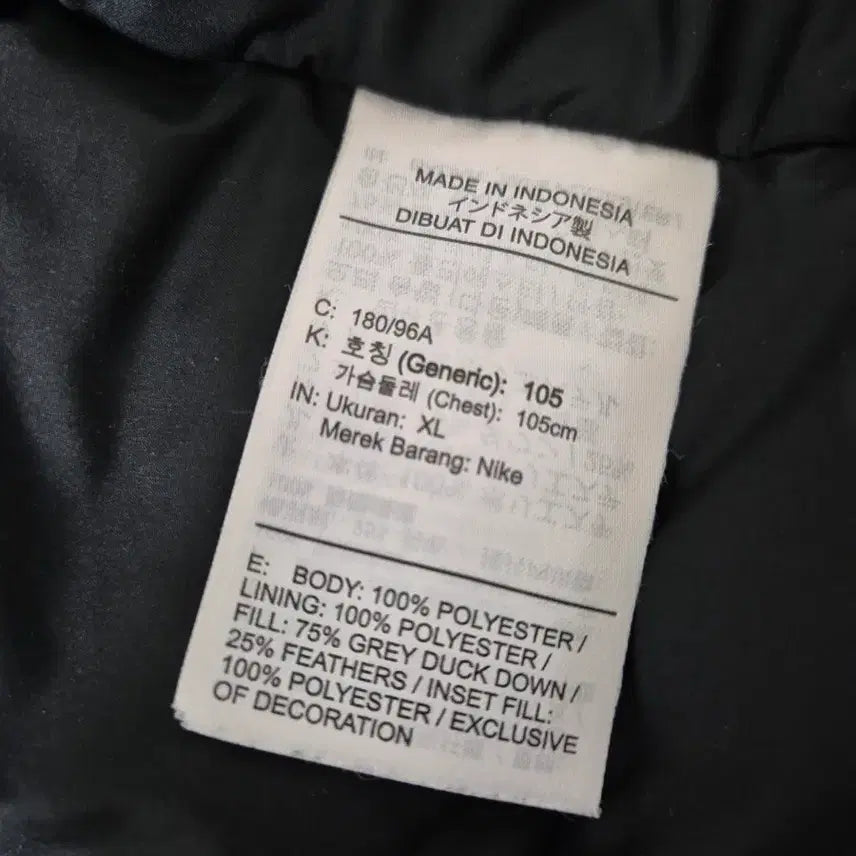 MADE IN INDONESIA
インドネシア製
DIBUAT DI INDONESIA
C: 180/96A
K: 호칭 (Generic): 105
가슴둘레 (Chest): 105cm
IN: Ukuran: XL
Merek Barang: Nike
E: BODY: 100% POLYESTER /
LINING: 100% POLYESTER /
FILL: 75% GREY DUCK DOWN /
25% FEATHERS / INSET FILL:
100% POLYESTER / EXCLUSIVE
OF DECORATION